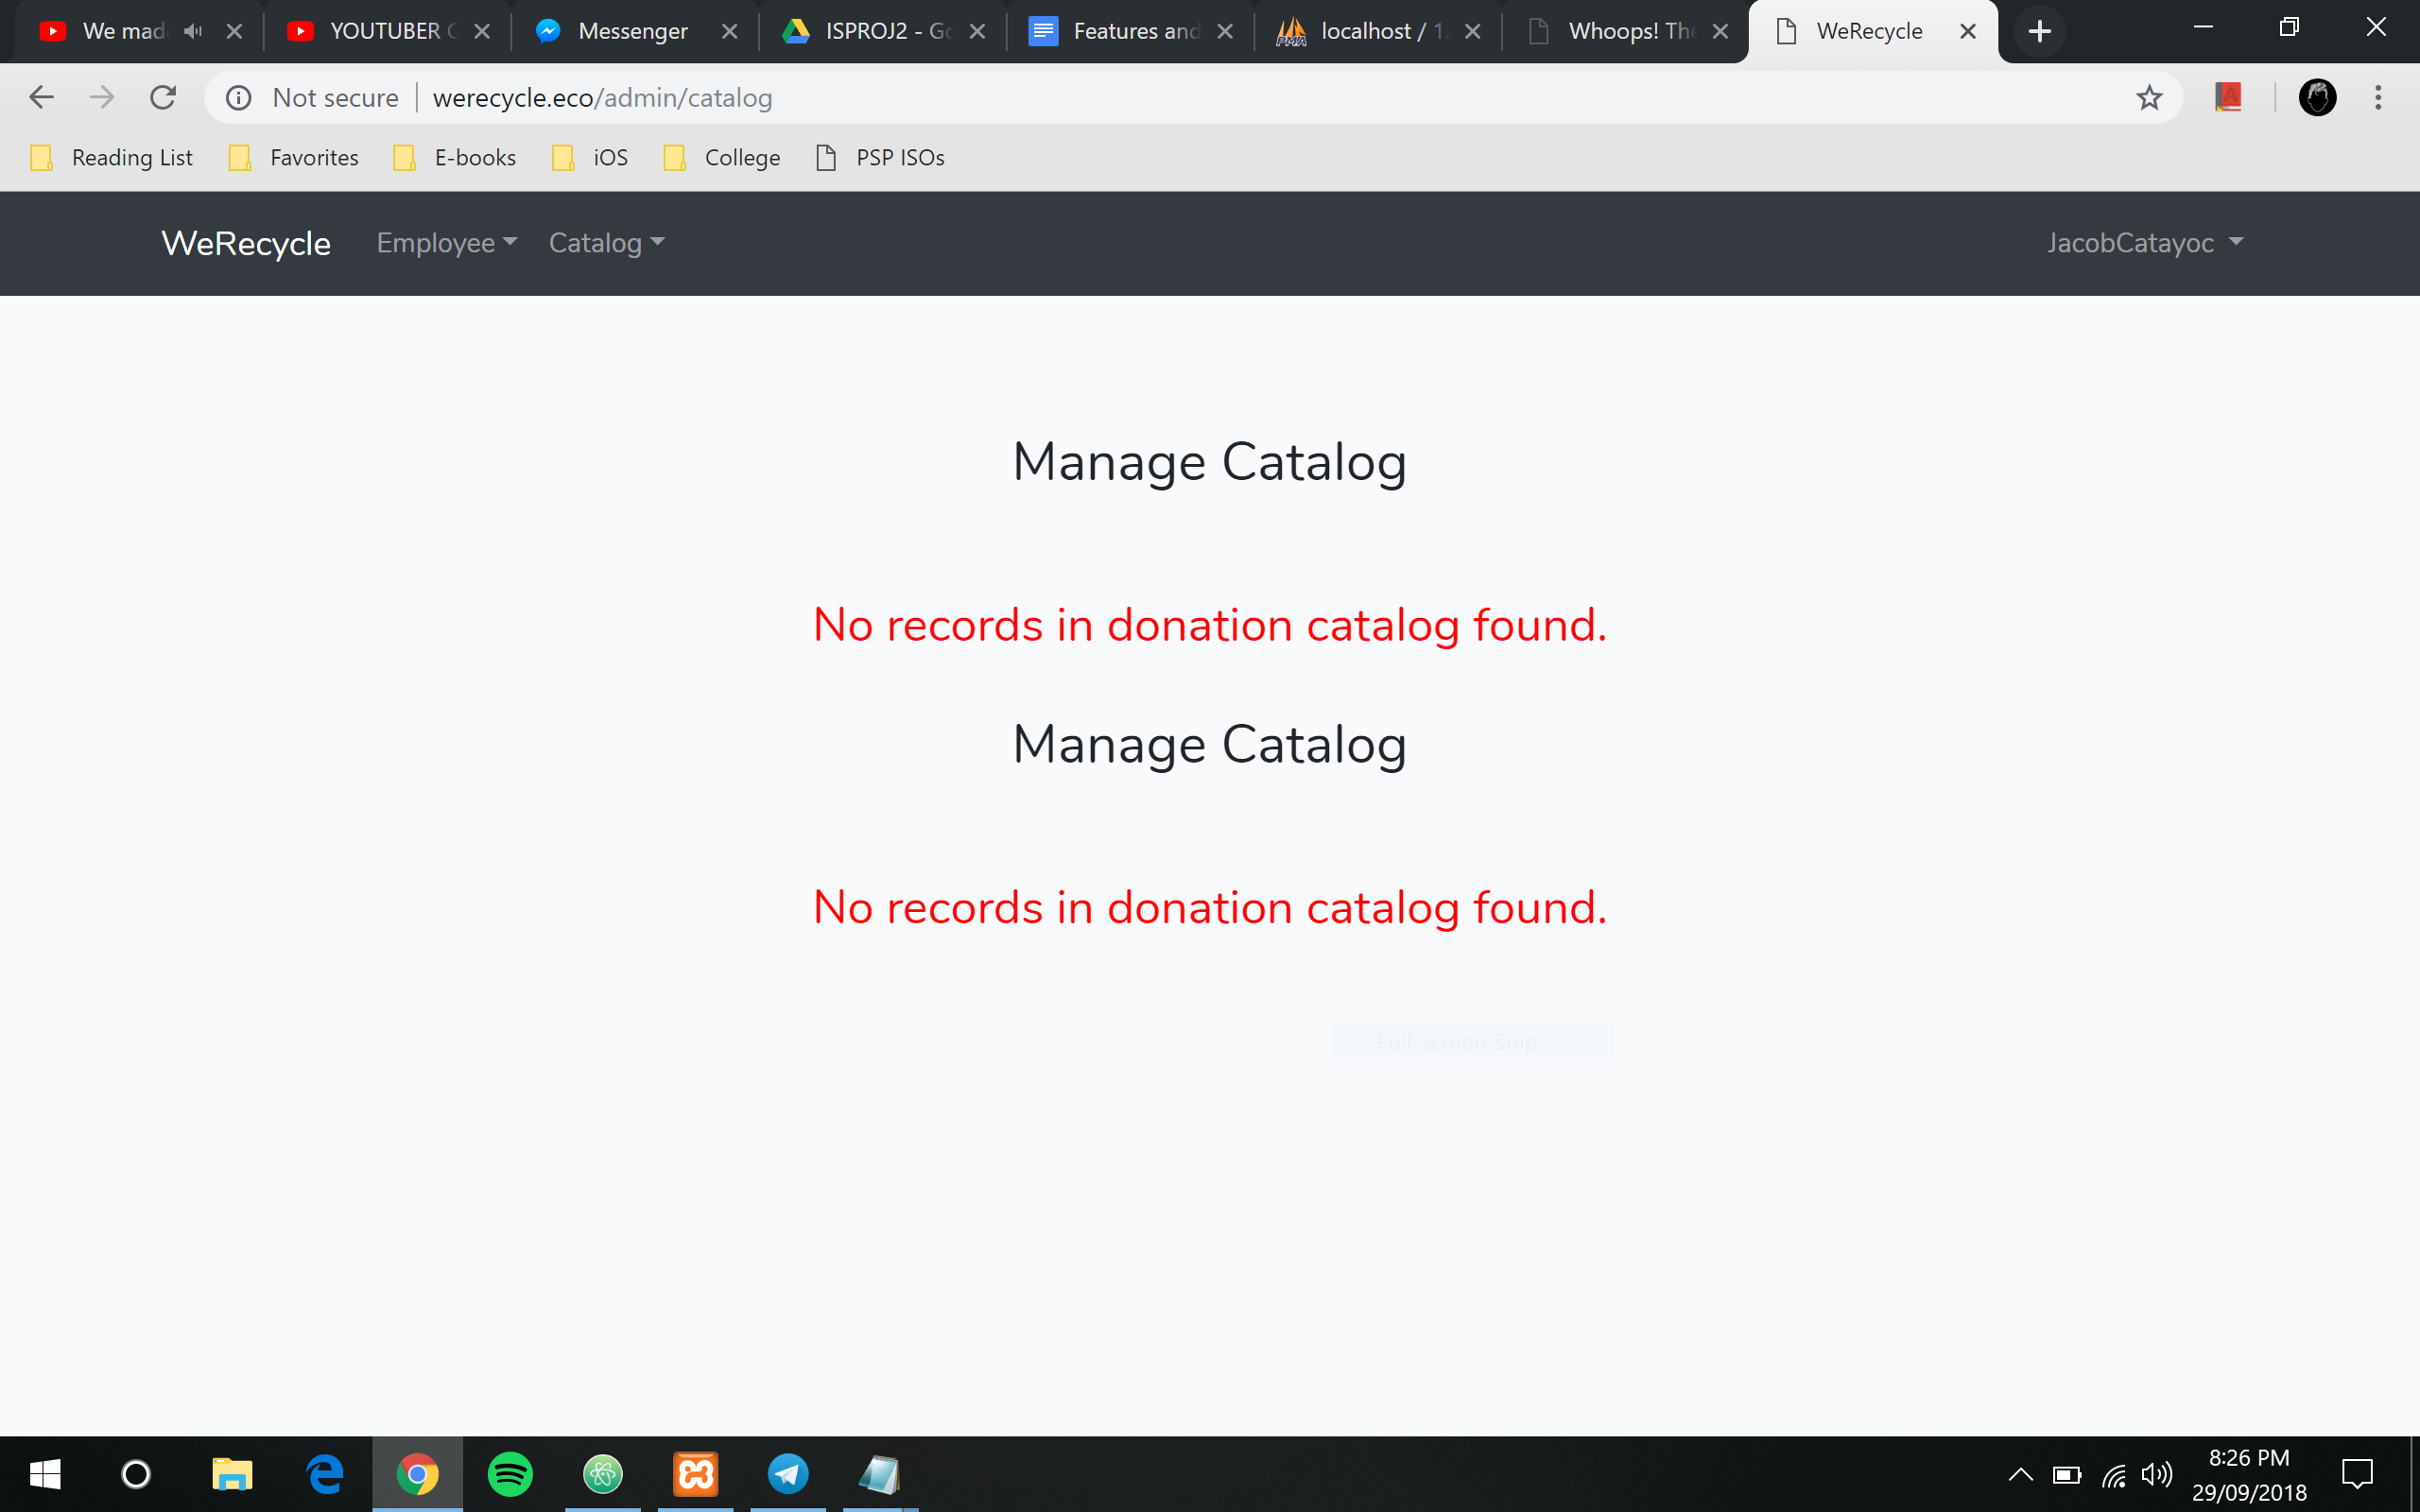 We mad
YOUTUBER C
Messenger
ISPROJ2 - Go
Features and
localhost / 1
Whoops! The
WeRecycle
Not secure
werecycle.eco/admin/catalog
Reading List
Favorites
E-books
iOS
College
PSP ISOs
WeRecycle
Employee
Catalog
JacobCatayoc
Manage Catalog
No records in donation catalog found.
Manage Catalog
No records in donation catalog found.
Full-screen Snip
8:26 PM
29/09/2018